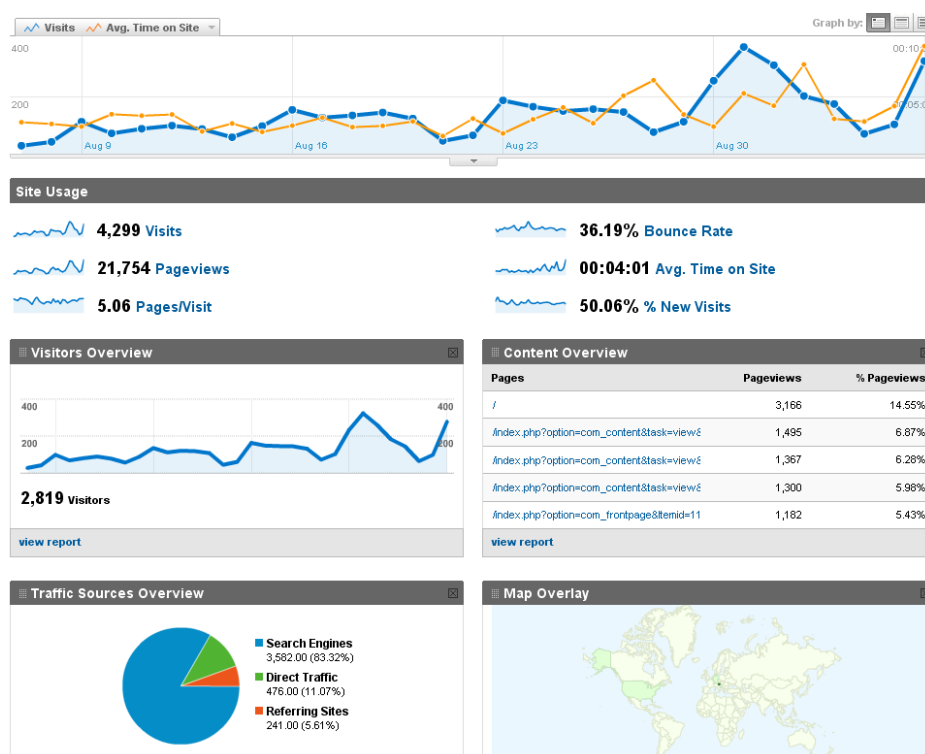 Visits Avg. Time on Site
Graph by:
400
00:10
200
Aug 9 Aug 16 Aug 23 Aug 30
Site Usage
4,299 Visits
36.19% Bounce Rate
21,754 Pageviews
00:04:01 Avg. Time on Site
5.06 Pages/Visit
50.06% % New Visits
Visitors Overview
400 400
200 200
2,819 Visitors
view report
Content Overview
Pages Pageviews % Pageviews
/ 3,166 14.55%
/index.php?option=com_content&task=view& 1,495 6.87%
/index.php?option=com_content&task=view& 1,367 6.28%
/index.php?option=com_content&task=view& 1,300 5.98%
/index.php?option=com_frontpage&Itemid=11 1,182 5.43%
view report
Traffic Sources Overview
Search Engines
3,582.00 (83.32%)
Direct Traffic
476.00 (11.07%)
Referring Sites
241.00 (5.61%)
Map Overlay